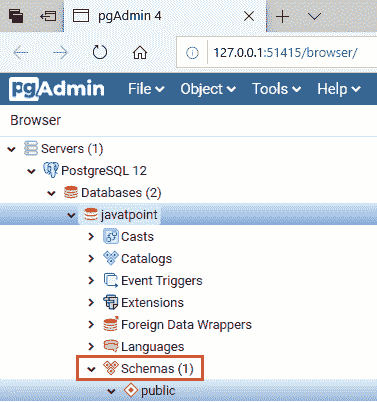 pgAdmin 4
127.0.0.1:51415/browser/
pgAdmin File Object Tools Help
Browser
Servers (1)
PostgreSQL 12
Databases (2)
javatpoint
Casts
Catalogs
Event Triggers
Extensions
Foreign Data Wrappers
Languages
Schemas (1)
public